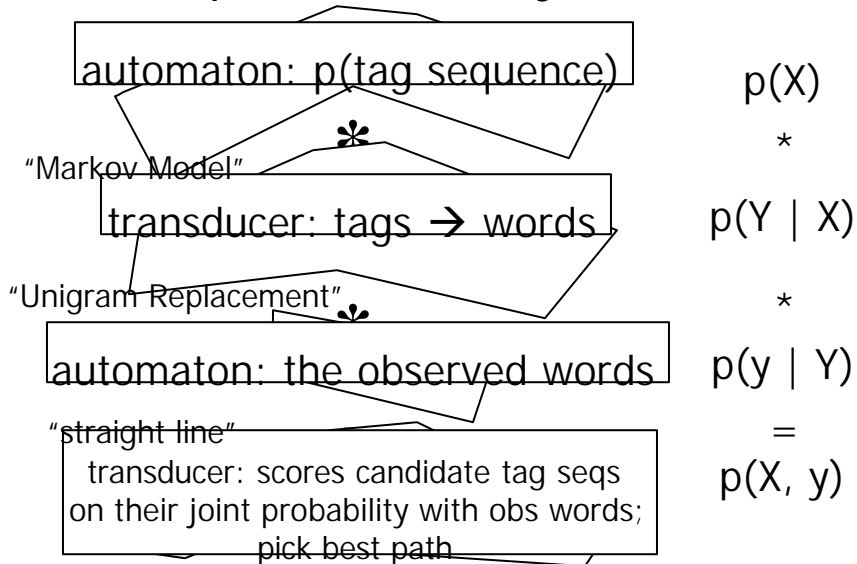 automaton: p(tag sequence)
p(X)
*
*
"Markov Model"
transducer: tags → words
p(Y | X)
"Unigram Replacement"
*
*
automaton: the observed words
p(y | Y)
"straight line"
=
transducer: scores candidate tag seqs
on their joint probability with obs words;
pick best path
p(X, y)